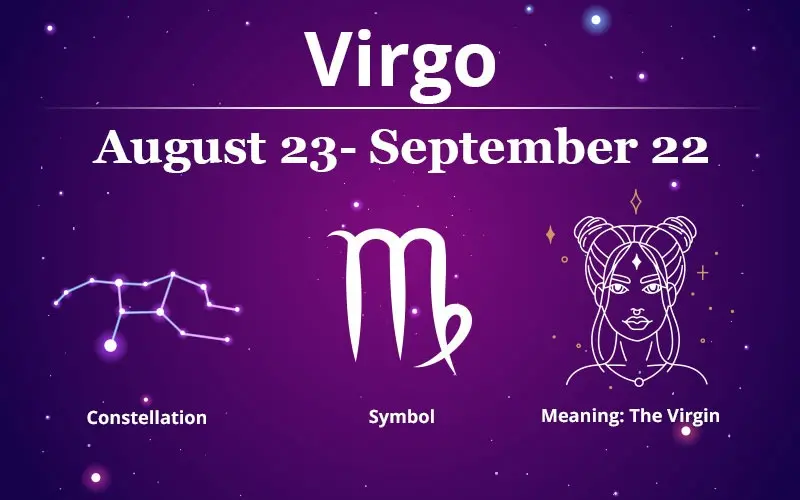 Virgo
August 23- September 22
Constellation
Symbol
Meaning: The Virgin